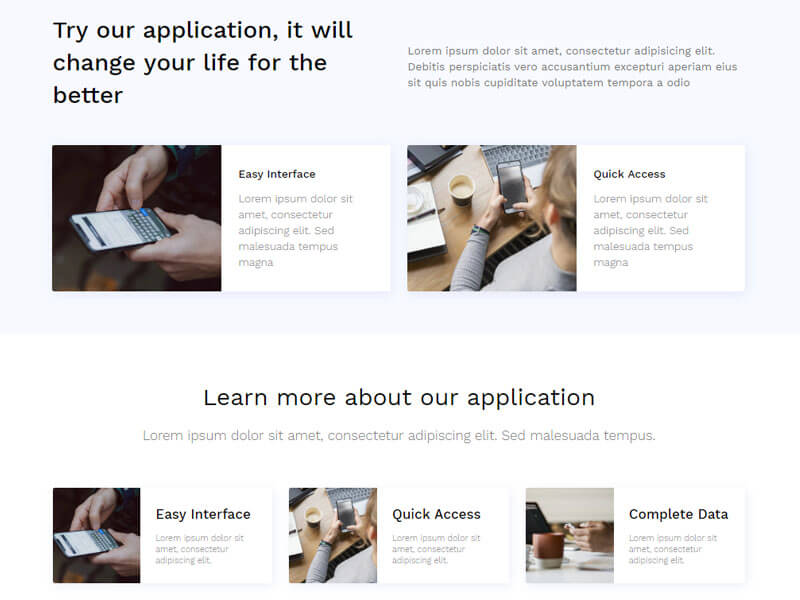 Try our application, it will
change your life for the
better
Lorem ipsum dolor sit amet, consectetur adipisicing elit.
Debitis perspiciatis vero accusantium excepturi aperiam eius
sit quis nobis cupiditate voluptatem tempora a odio
Easy Interface
Lorem ipsum dolor sit
amet, consectetur
adipiscing elit. Sed
malesuada tempus
magna
Quick Access
Lorem ipsum dolor sit
amet, consectetur
adipiscing elit. Sed
malesuada tempus
magna
Learn more about our application
Lorem ipsum dolor sit amet, consectetur adipiscing elit. Sed malesuada tempus.
Easy Interface
Lorem ipsum dolor sit
amet, consectetur
adipiscing elit.
Quick Access
Lorem ipsum dolor sit
amet, consectetur
adipiscing elit.
Complete Data
Lorem ipsum dolor sit
amet, consectetur
adipiscing elit.